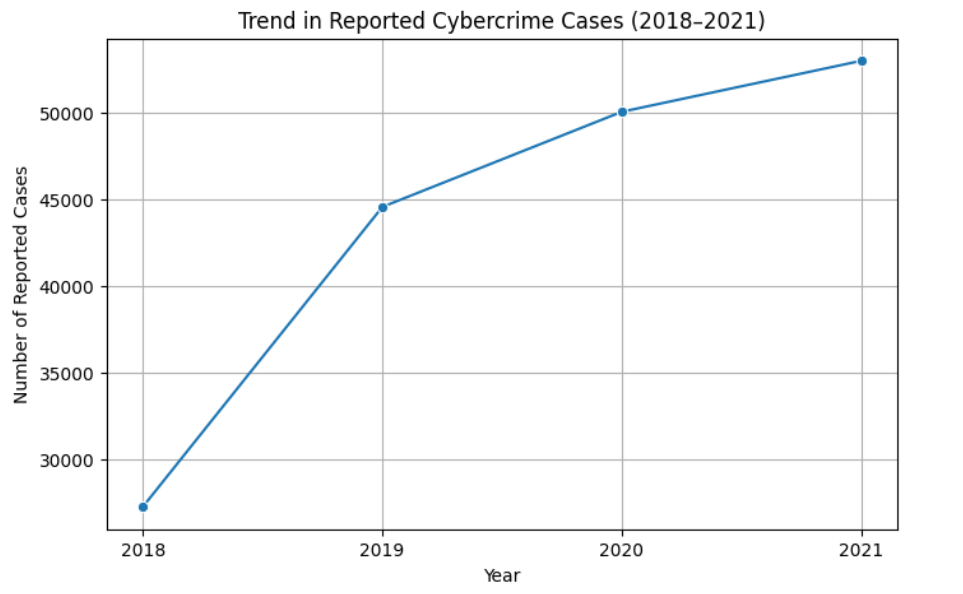 Trend in Reported Cybercrime Cases (2018–2021)
Number of Reported Cases
50000
45000
40000
35000
30000
2018 2019 2020 2021
Year